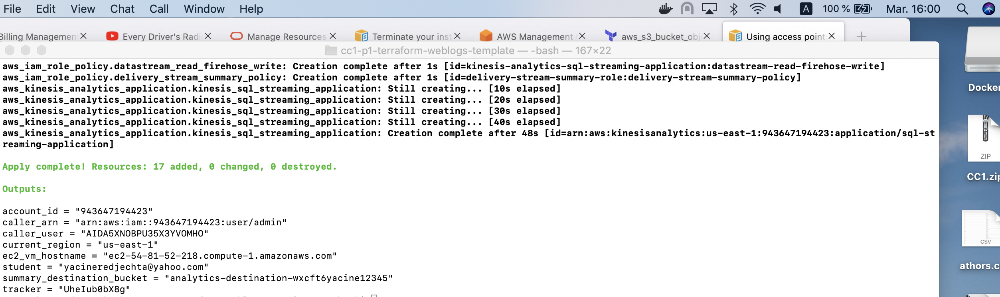 File Edit View Chat Call Window Help A 100 % Mar. 16:00
Billing Managemen Every Driver's Radi Manage Resources Terminate your inst AWS Management aws_s3_bucket_obj Using access point
cc1-p1-terraform-weblogs-template — -bash — 167×22
aws_iam_role_policy.datastream_read_firehose_write: Creation complete after 1s [id=kinesis-analytics-sql-streaming-application:datastream-read-firehose-write]
aws_iam_role_policy.delivery_stream_summary_policy: Creation complete after 1s [id=delivery-stream-summary-role:delivery-stream-summary-policy]
aws_kinesis_analytics_application.kinesis_sql_streaming_application: Still creating... [10s elapsed]
aws_kinesis_analytics_application.kinesis_sql_streaming_application: Still creating... [20s elapsed]
aws_kinesis_analytics_application.kinesis_sql_streaming_application: Still creating... [30s elapsed]
aws_kinesis_analytics_application.kinesis_sql_streaming_application: Still creating... [40s elapsed]
aws_kinesis_analytics_application.kinesis_sql_streaming_application: Creation complete after 48s [id=arn:aws:kinesisanalytics:us-east-1:943647194423:application/sql-st
reaming-application]
Apply complete! Resources: 17 added, 0 changed, 0 destroyed.
Outputs:
account_id = "943647194423"
caller_arn = "arn:aws:iam::943647194423:user/admin"
caller_user = "AIDA5XNOBPU35X3YVOMHO"
current_region = "us-east-1"
ec2_vm_hostname = "ec2-54-81-52-218.compute-1.amazonaws.com"
student = "yacineredjechta@yahoo.com"
summary_destination_bucket = "analytics-destination-wxcft6yacine12345"
tracker = "UheIub0bX8g"
Docker
ZIP
CC1.zip
CSV
athors.c